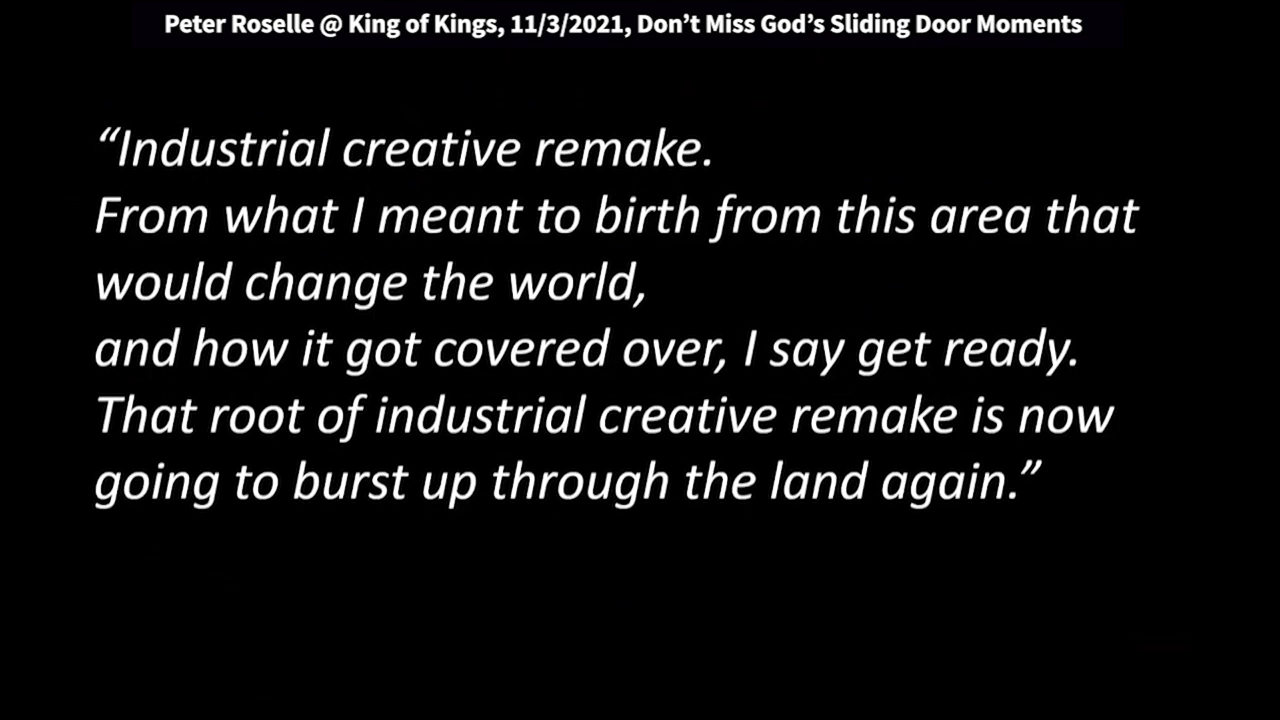 Peter Roselle @ King of Kings, 11/3/2021, Don’t Miss God’s Sliding Door Moments
“Industrial creative remake.
From what I meant to birth from this area that
would change the world,
and how it got covered over, I say get ready.
That root of industrial creative remake is now
going to burst up through the land again.”